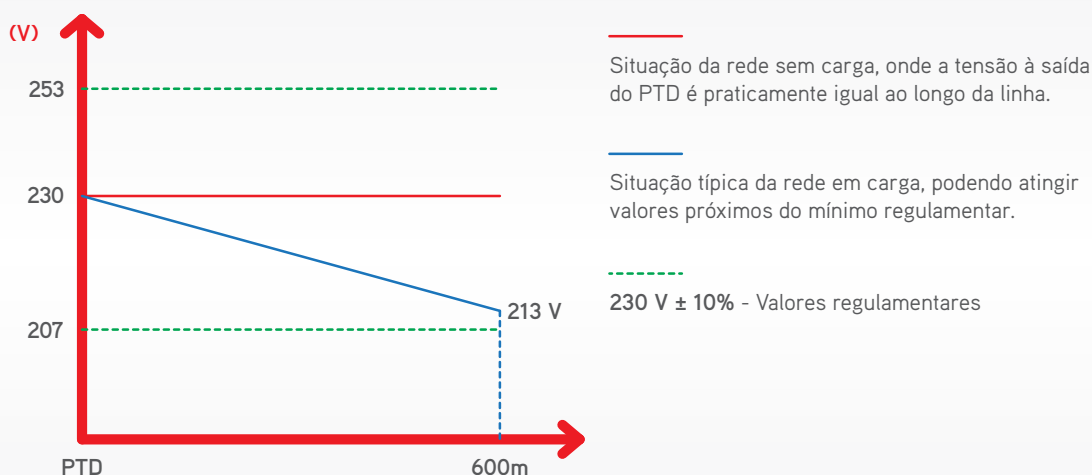 (V)
253
230
207
213 V
PTD
600m
Situação da rede sem carga, onde a tensão à saída
do PTD é praticamente igual ao longo da linha.
Situação típica da rede em carga, podendo atingir
valores próximos do mínimo regulamentar.
230 V ± 10% - Valores regulamentares